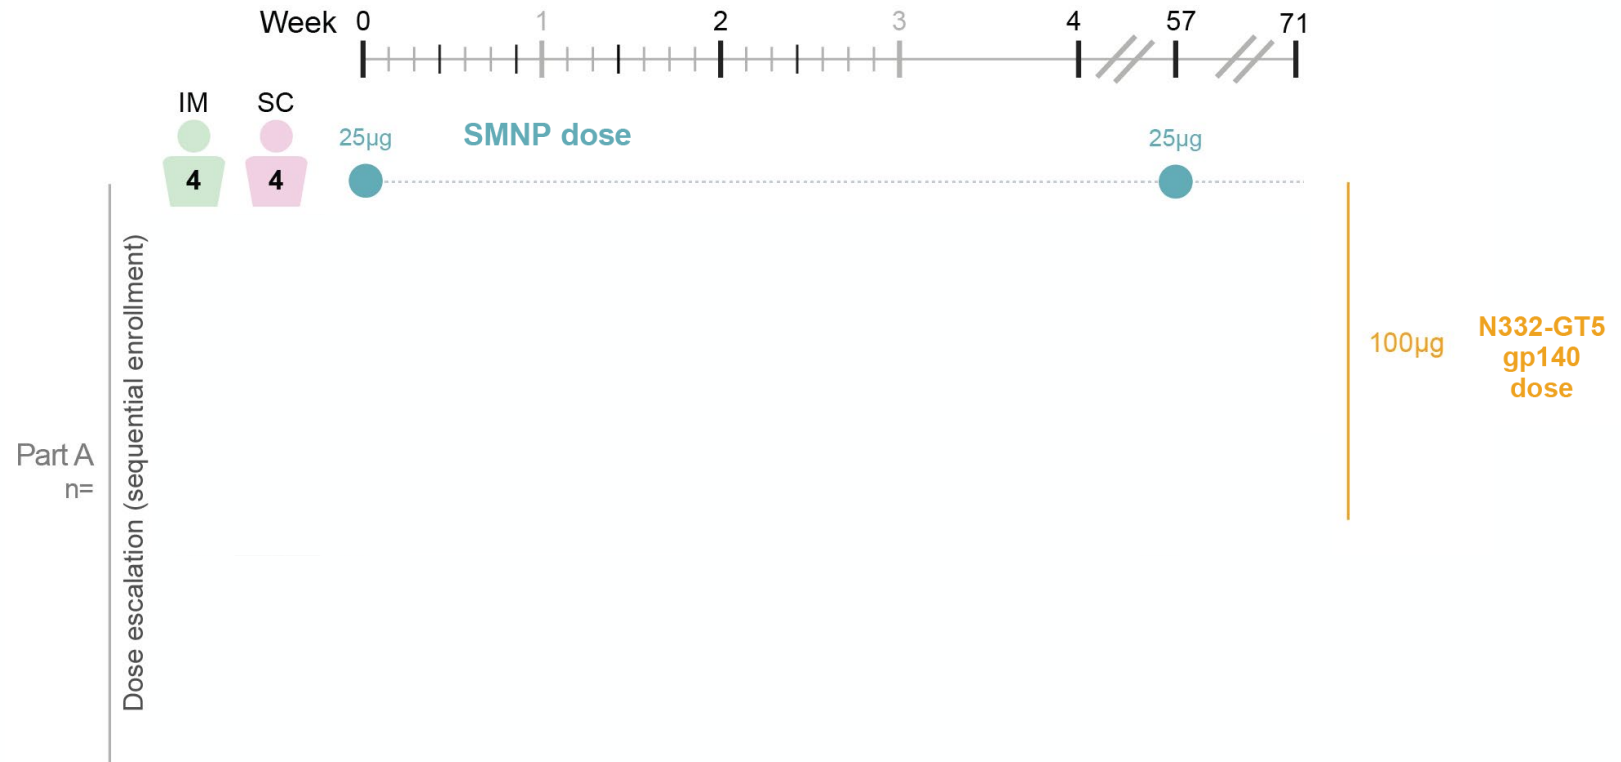 Week 0 1 2 3 4 57 71
IM SC
25µg SMNP dose 25µg
4 4
Dose escalation (sequential enrollment)
Part A
n=
100µg
N332-GT5
gp140
dose